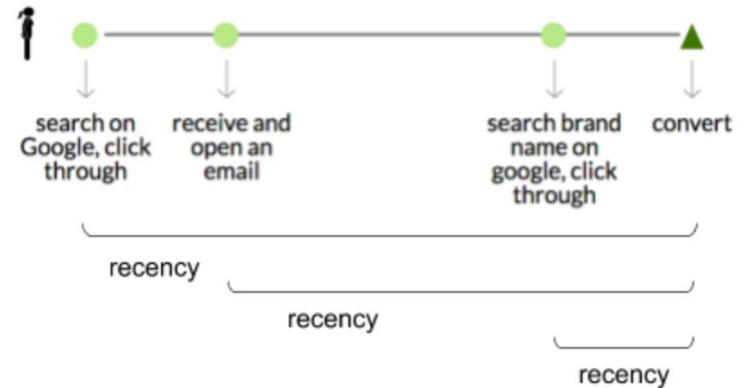 search on
Google, click
through
receive and
open an
email
search brand
name on
google, click
through
convert
recency
recency
recency